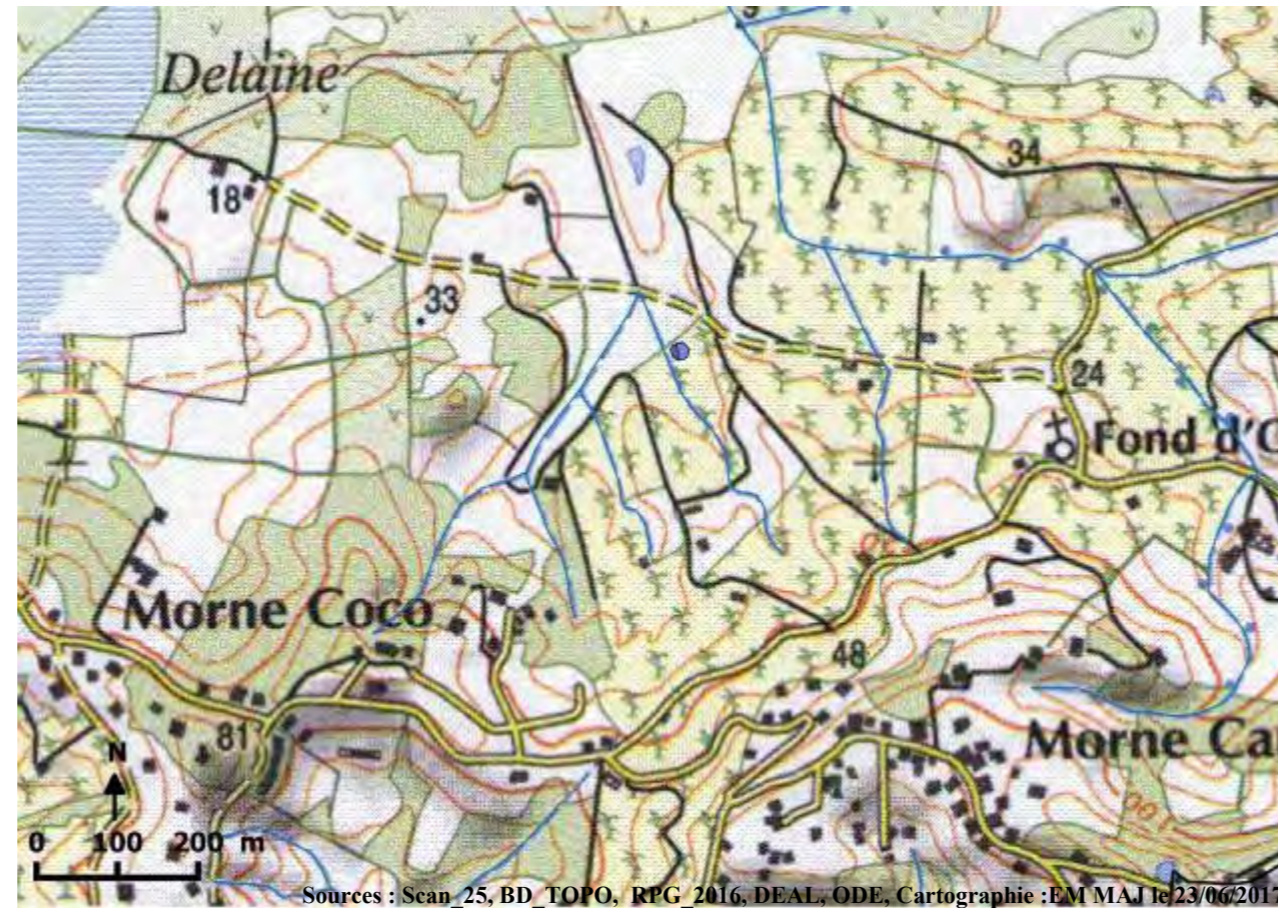 Delaine
34
18
33
24
Fond d'O
Morne Coco
48
81
Morne Ca
N
100
0 100 200 m
Sources : Scan_25, BD_TOPO, RPG_2016, DEAL, ODE, Cartographie :EM MAJ le 23/06/2017